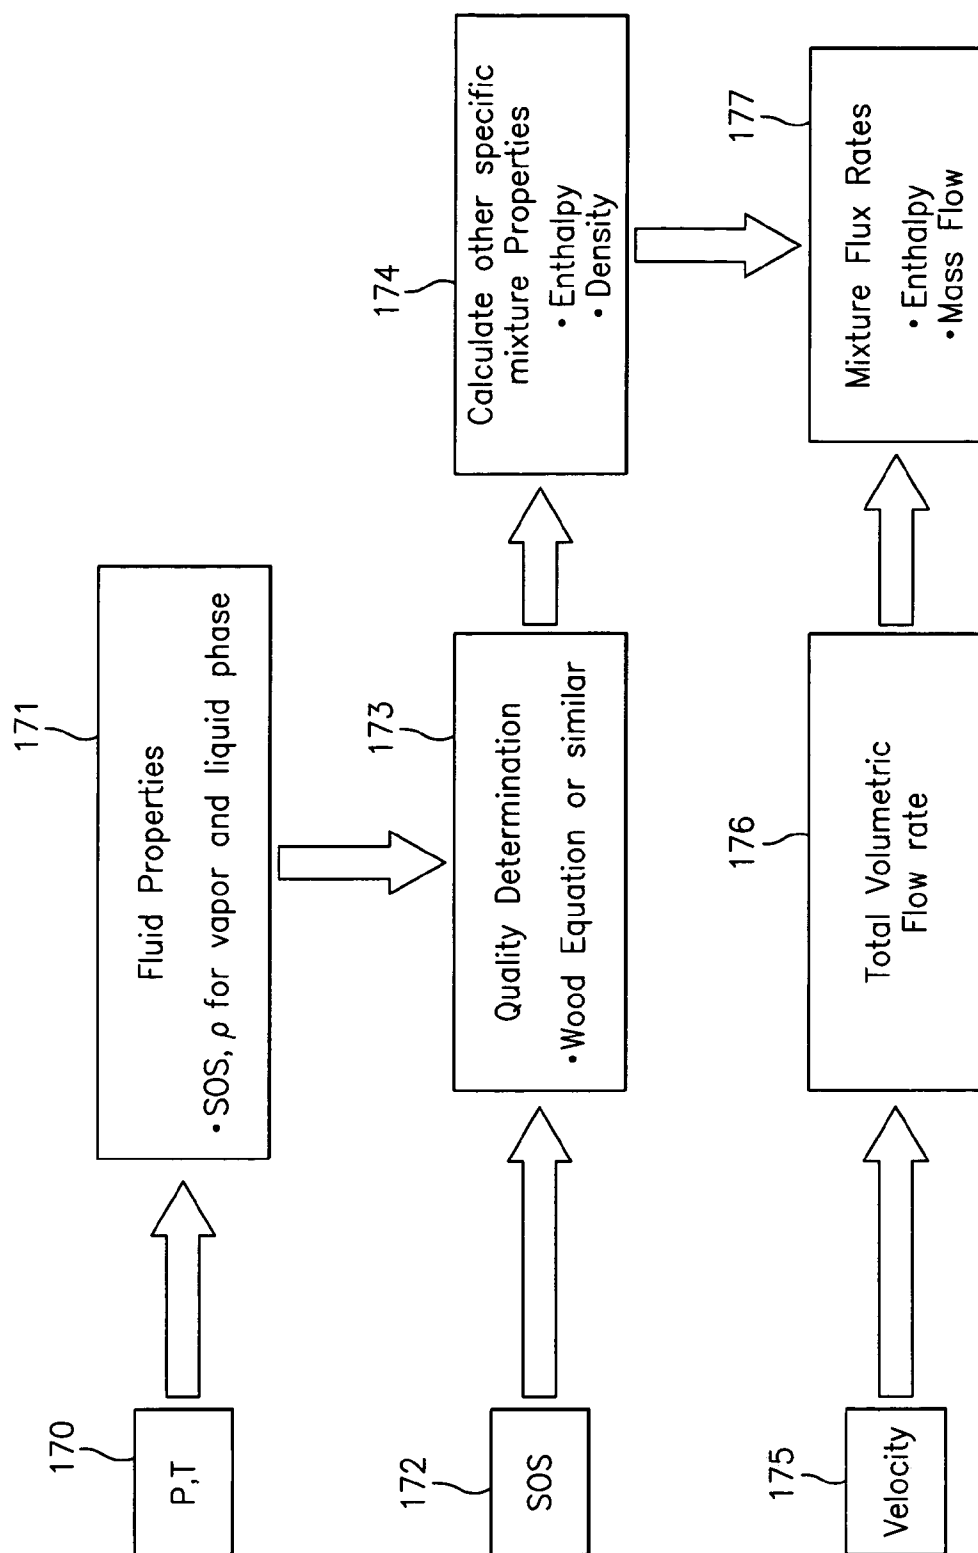 170
P,T
171
Fluid Properties
•SOS, ρ for vapor and liquid phase
172
SOS
173
Quality Determination
•Wood Equation or similar
174
Calculate other specific
mixture Properties
•Enthalpy
•Density
175
Velocity
176
Total Volumetric
Flow rate
177
Mixture Flux Rates
•Enthalpy
•Mass Flow